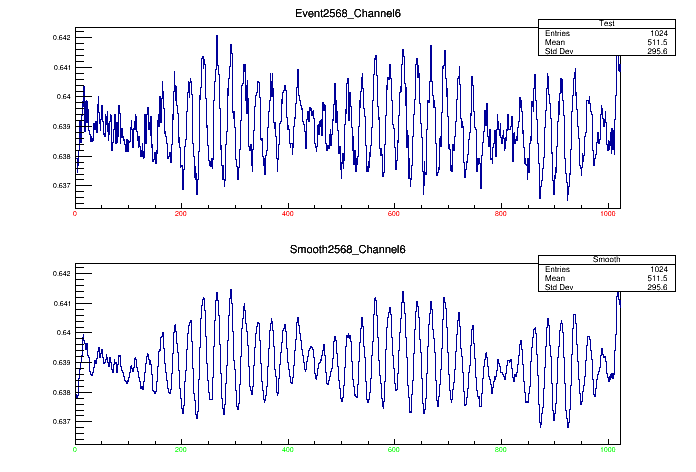 Event2568_Channel6
Test
Entries 1024
Mean 511.5
Std Dev 295.6
0.642
0.641
0.64
0.639
0.638
0.637
0 200 400 600 800 1000
Smooth2568_Channel6
Smooth
Entries 1024
Mean 511.5
Std Dev 295.6
0.642
0.641
0.64
0.639
0.638
0.637
0 200 400 600 800 1000